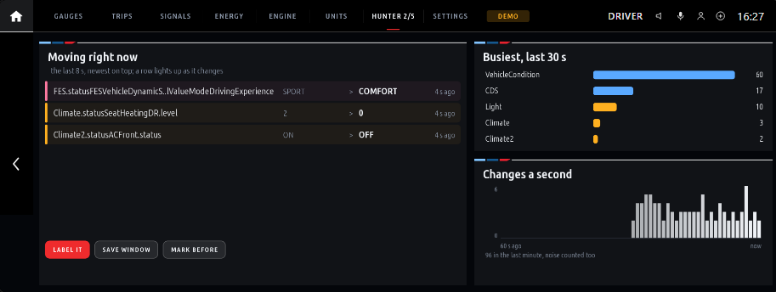 GAUGES TRIPS SIGNALS ENERGY ENGINE UNITS HUNTER 2/5 SETTINGS DEMO DRIVER 16:27
Moving right now
the last 8 s, newest on top; a row lights up as it changes
FES.statusFESVehicleDynamicS..lValueModeDrivingExperience SPORT > COMFORT 4 s ago
Climate.statusSeatHeatingDR.level 2 > 0 4 s ago
Climate2.statusACFront.status ON > OFF 4 s ago
LABEL IT SAVE WINDOW MARK BEFORE
Busiest, last 30 s
VehicleCondition 60
CDS 17
Light 10
Climate 3
Climate2 2
Changes a second
6
0
60 s ago now
96 in the last minute, noise counted too